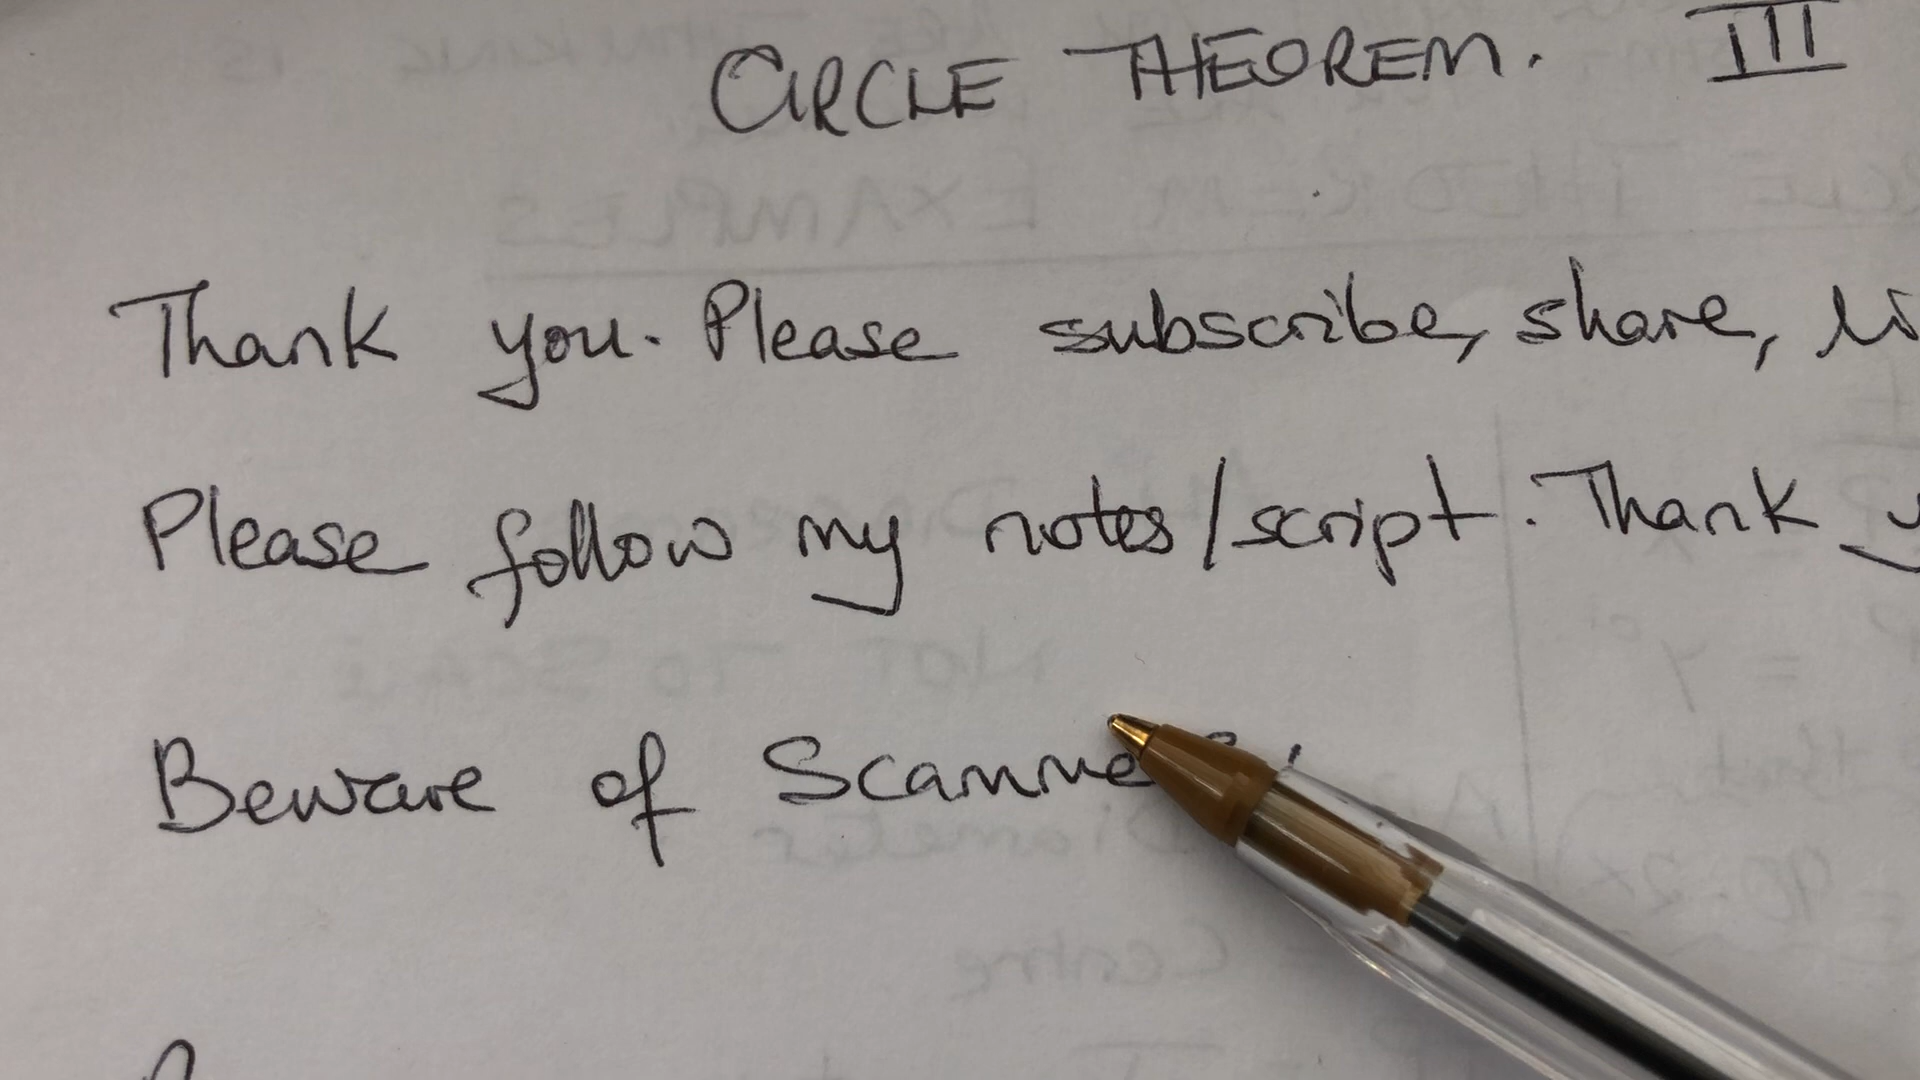 CIRCLE THEOREM. III
Thank you. Please subscribe, share,
Please follow my notes/script. Thank
Beware of